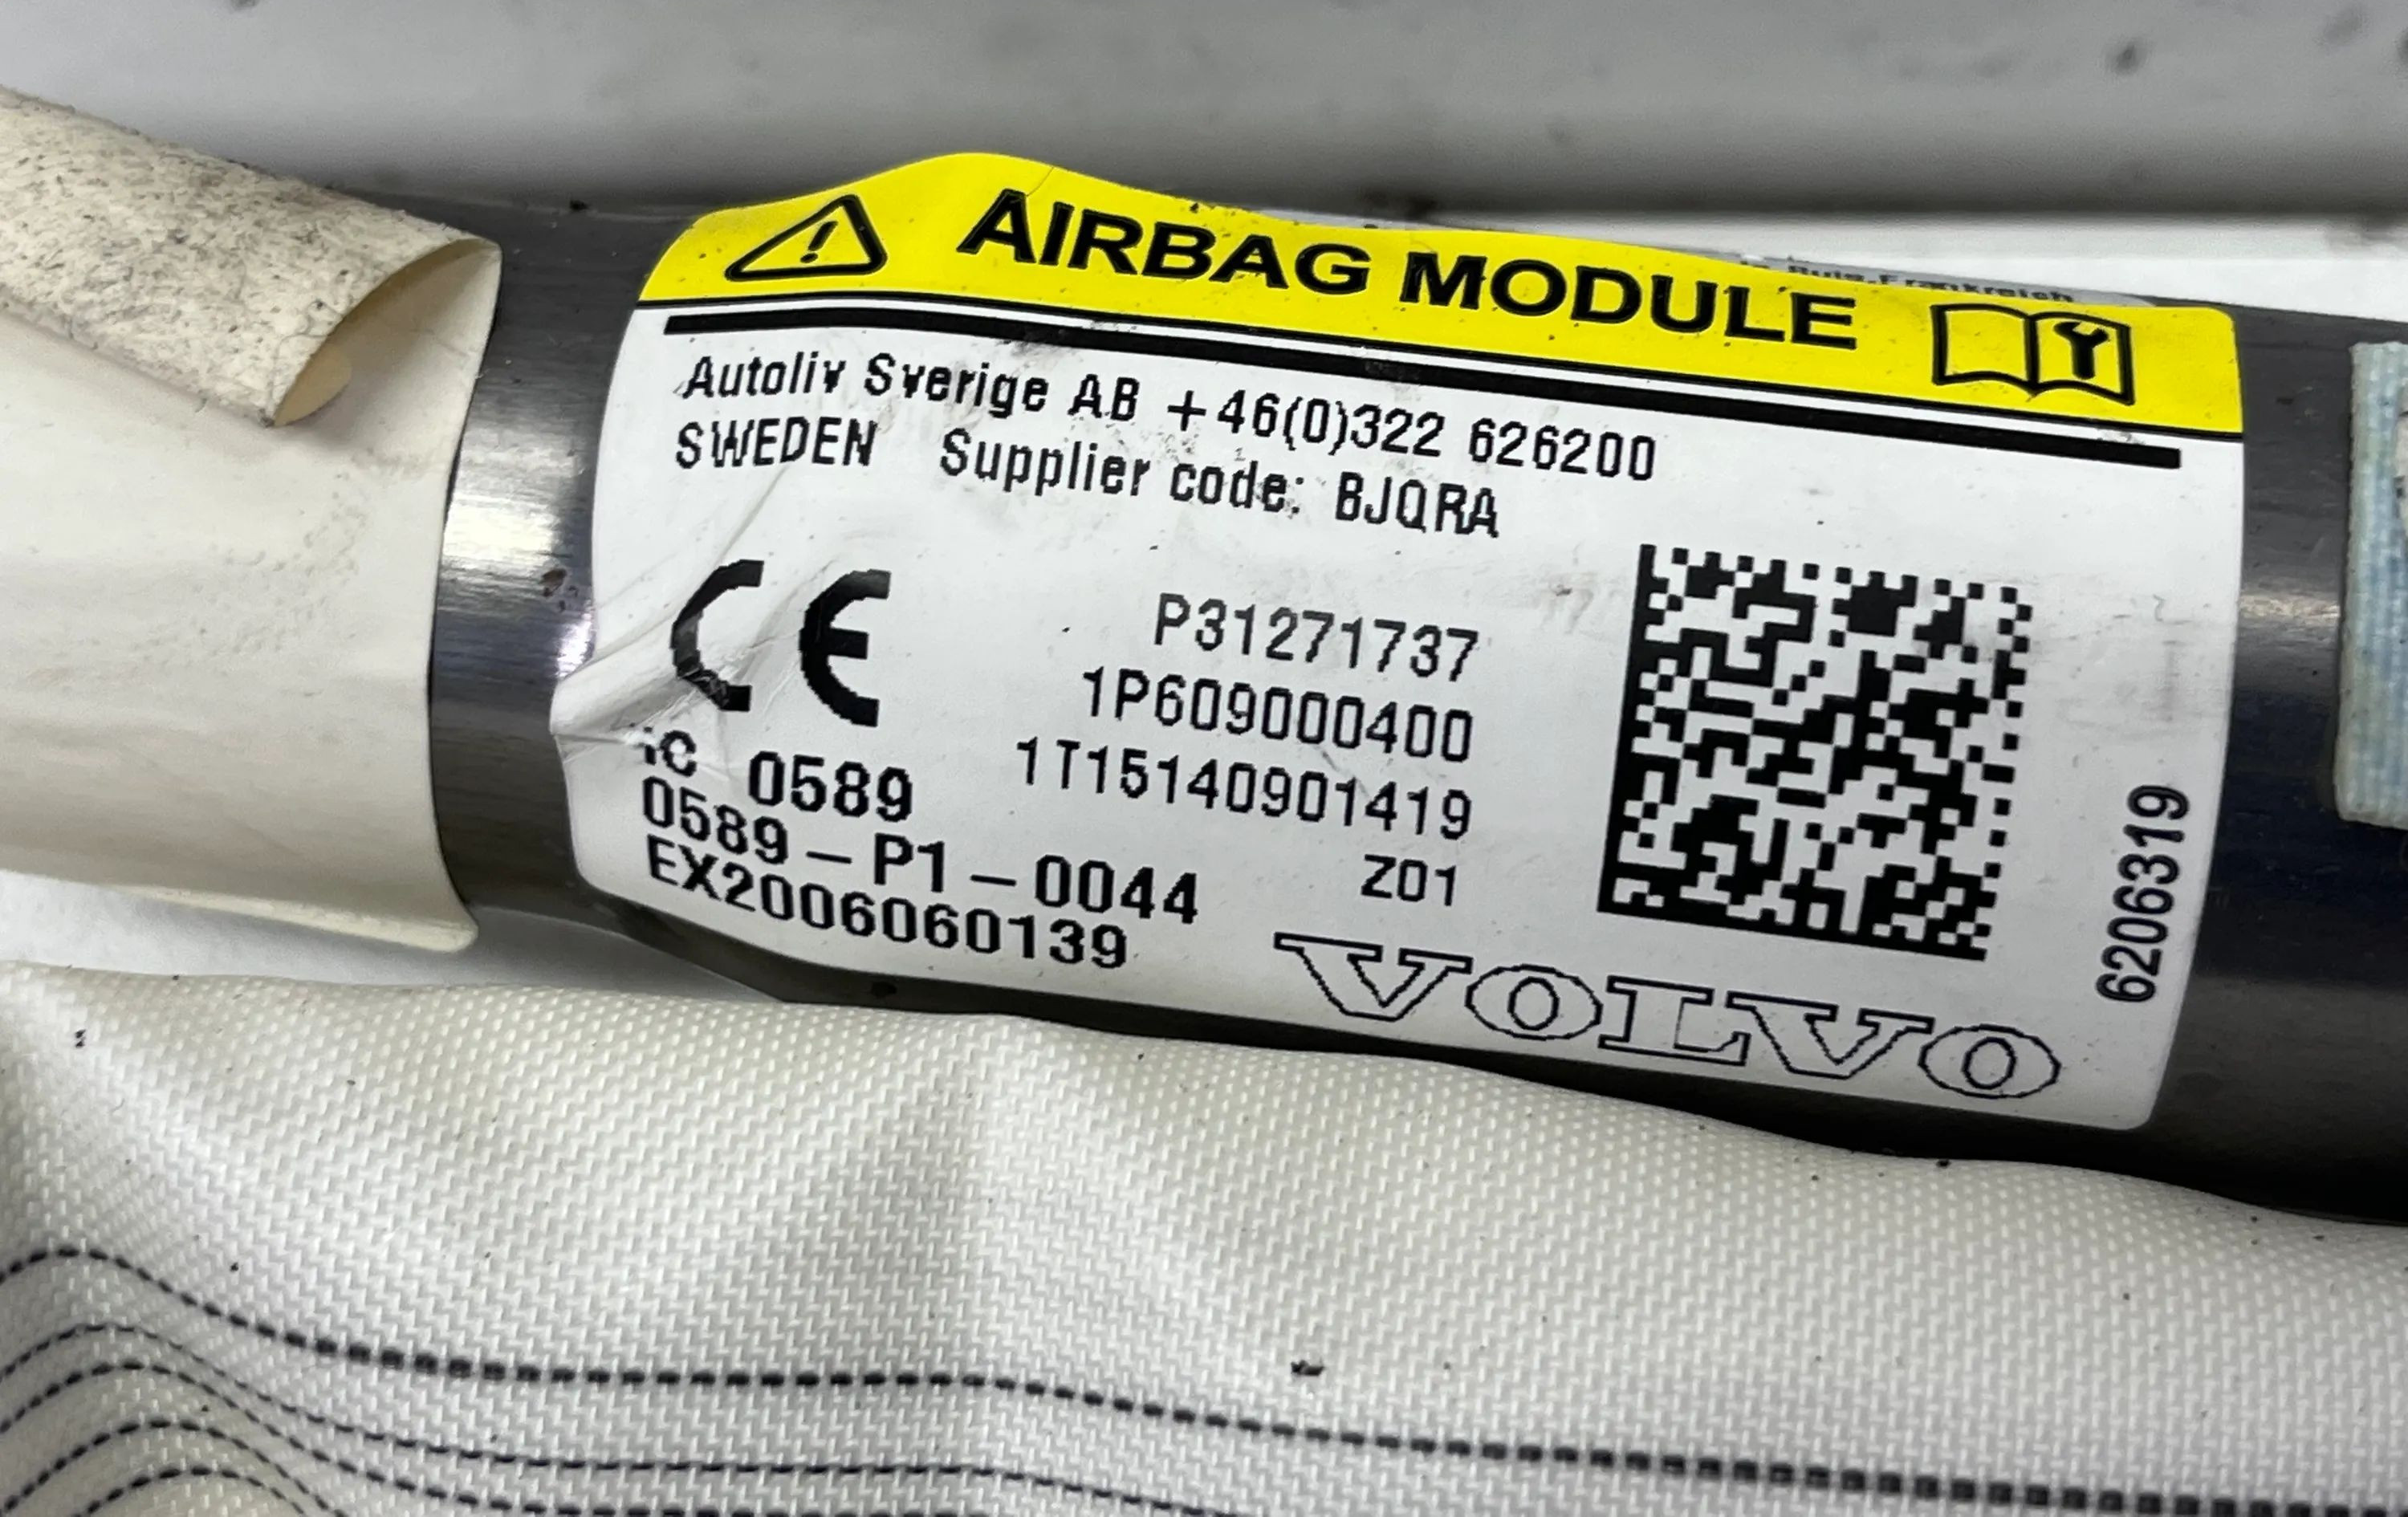 AIRBAG MODULE
Autoliv Sverige AB +46(0)322 626200
SWEDEN Supplier code: BJQRA
CE
P31271737
1P609000400
1T15140901419
Z01
0589
0589-P1-0044
EX2006060139
VOLVO
6206319